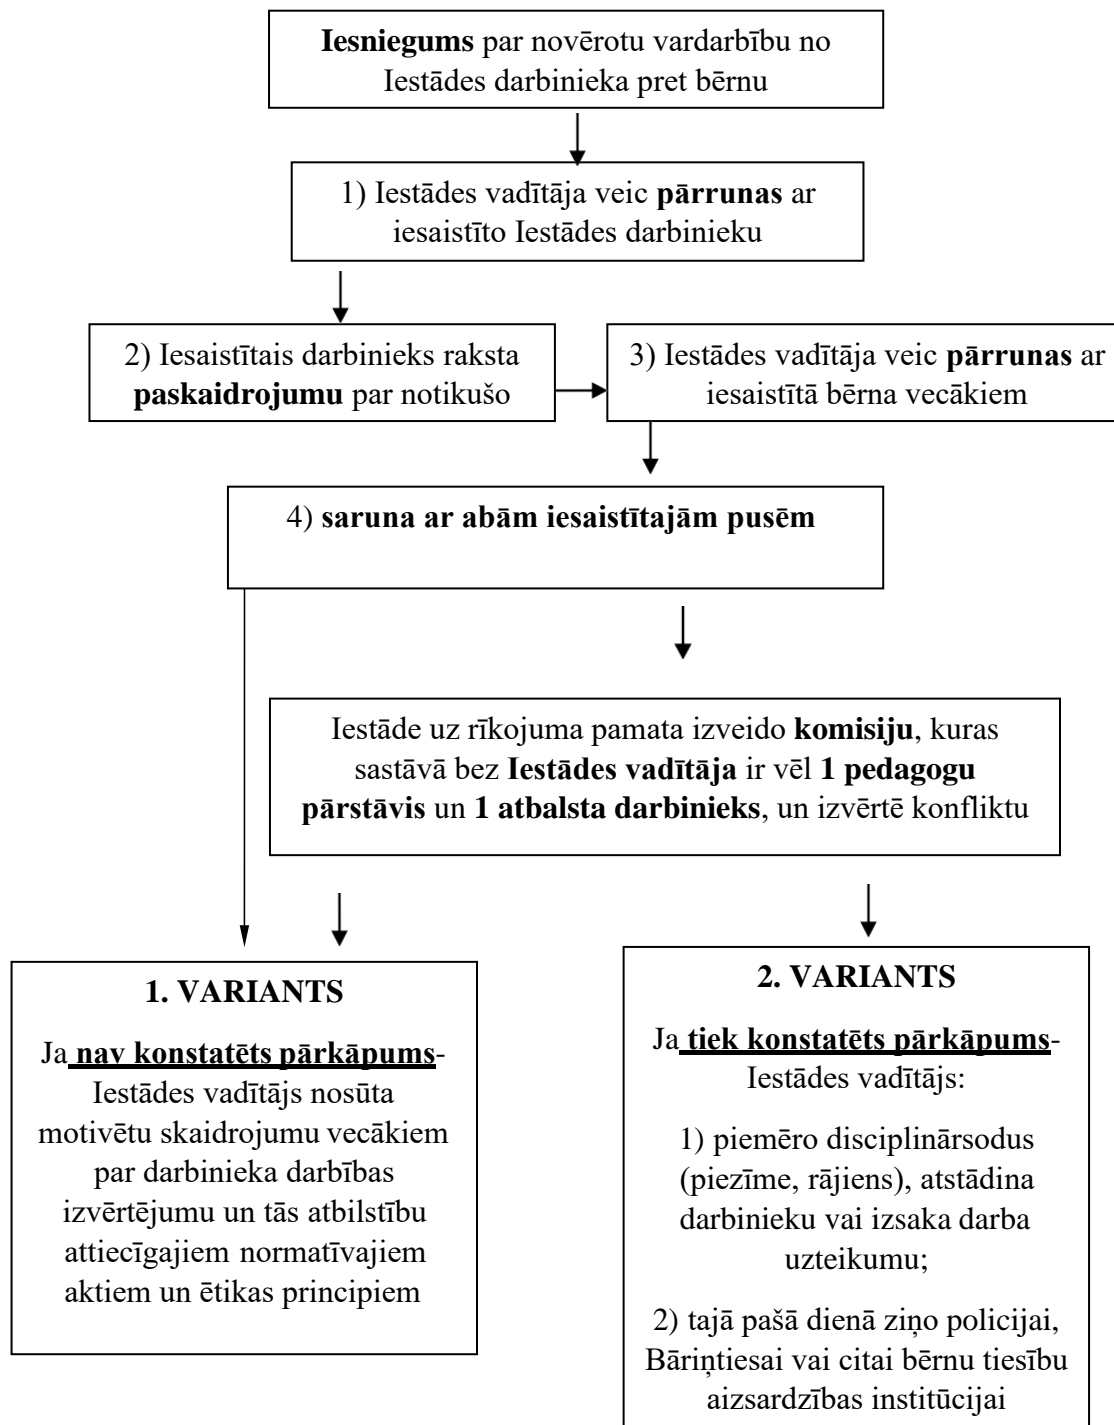 Iesniegums par novērotu vardarbību no
Iestādes darbinieka pret bērnu
1) Iestādes vadītāja veic pārrunas ar
iesaistīto Iestādes darbinieku
2) Iesaistītais darbinieks raksta
paskaidrojumu par notikušo
3) Iestādes vadītāja veic pārrunas ar
iesaistītā bērna vecākiem
4) saruna ar abām iesaistītajām pusēm
Iestāde uz rīkojuma pamata izveido komisiju, kuras
sastāvā bez Iestādes vadītāja ir vēl 1 pedagogu
pārstāvis un 1 atbalsta darbinieks, un izvērtē konfliktu
1. VARIANTS
Ja nav konstatēts pārkāpums-
Iestādes vadītājs nosūta
motivētu skaidrojumu vecākiem
par darbinieka darbības
izvērtējumu un tās atbilstību
attiecīgajiem normatīvajiem
aktiem un ētikas principiem
2. VARIANTS
Ja tiek konstatēts pārkāpums-
Iestādes vadītājs:
1) piemēro disciplinārsodus
(piezīme, rājiens), atstādina
darbinieku vai izsaka darba
uzteikumu;
2) tajā pašā dienā ziņo policijai,
Bāriņtiesai vai citai bērnu tiesību
aizsardzības institūcijai